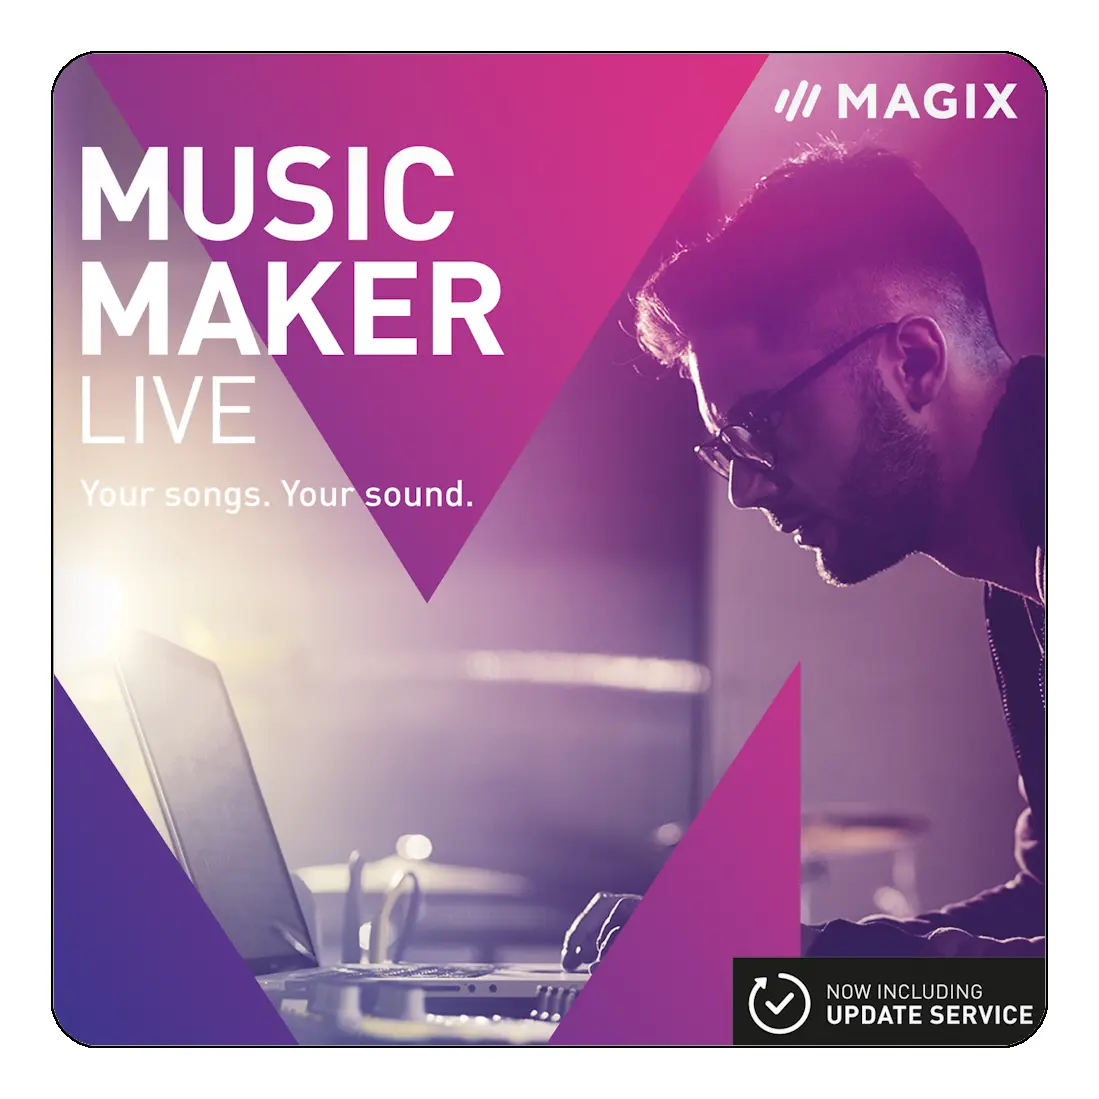 MAGIX
MUSIC
MAKER
LIVE
Your songs. Your sound.
NOW INCLUDING
UPDATE SERVICE